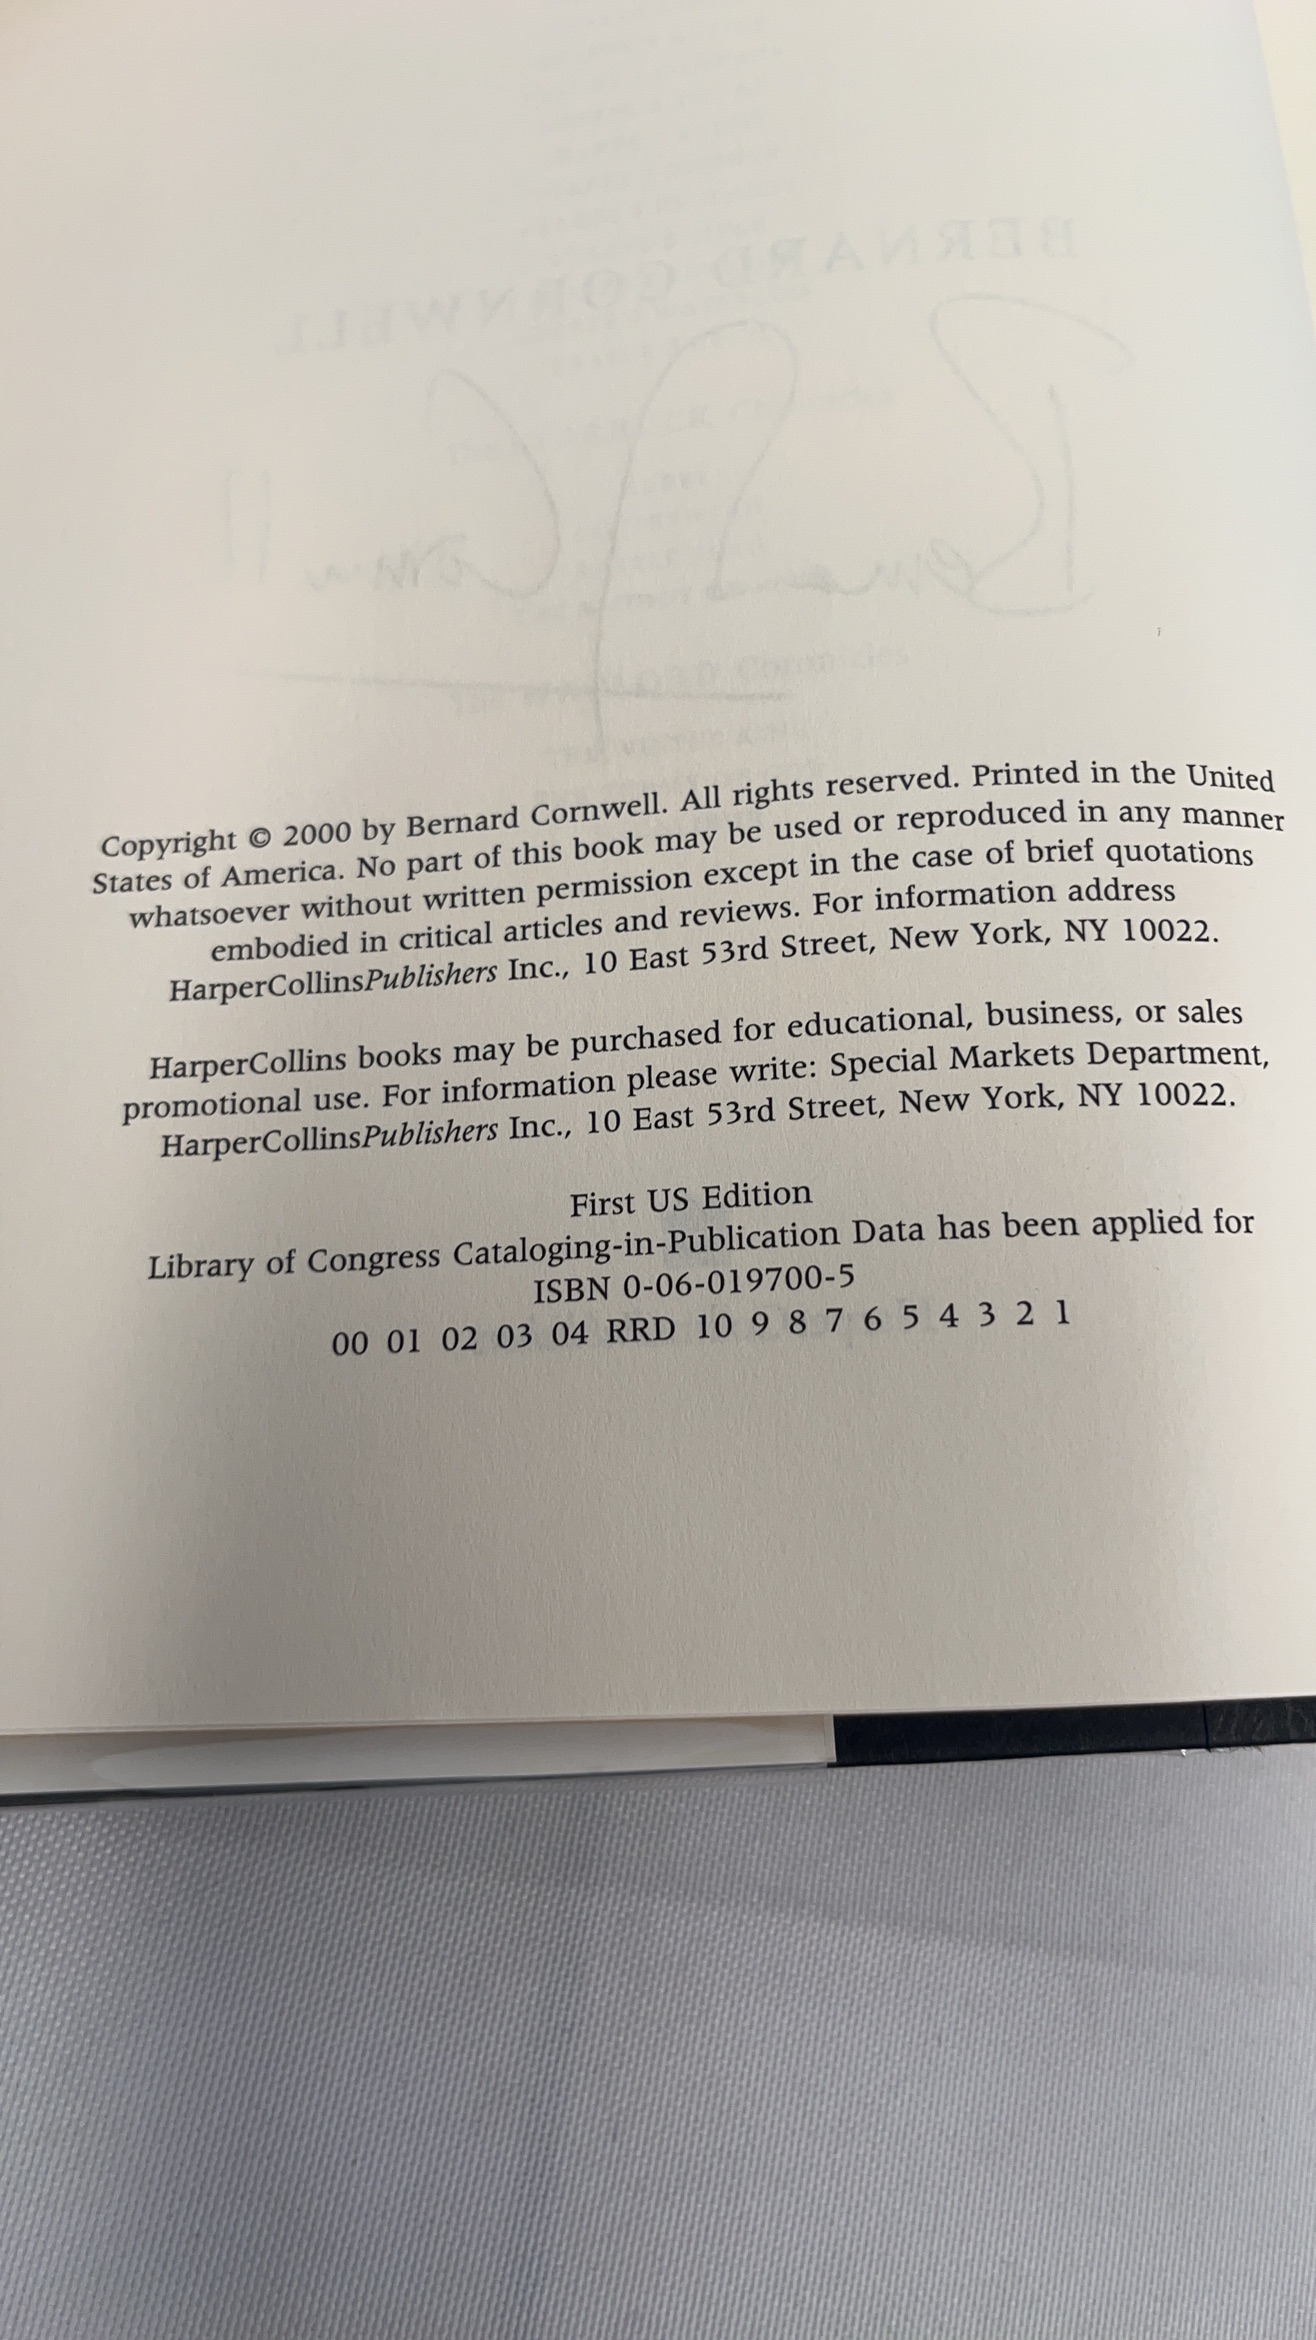 BERNARD CORNWELL
Copyright © 2000 by Bernard Cornwell. All rights reserved. Printed in the United
States of America. No part of this book may be used or reproduced in any manner
whatsoever without written permission except in the case of brief quotations
embodied in critical articles and reviews. For information address
HarperCollinsPublishers Inc., 10 East 53rd Street, New York, NY 10022.
HarperCollins books may be purchased for educational, business, or sales
promotional use. For information please write: Special Markets Department,
HarperCollinsPublishers Inc., 10 East 53rd Street, New York, NY 10022.
First US Edition
Library of Congress Cataloging-in-Publication Data has been applied for
ISBN 0-06-019700-5
00 01 02 03 04 RRD 10 9 8 7 6 5 4 3 2 1